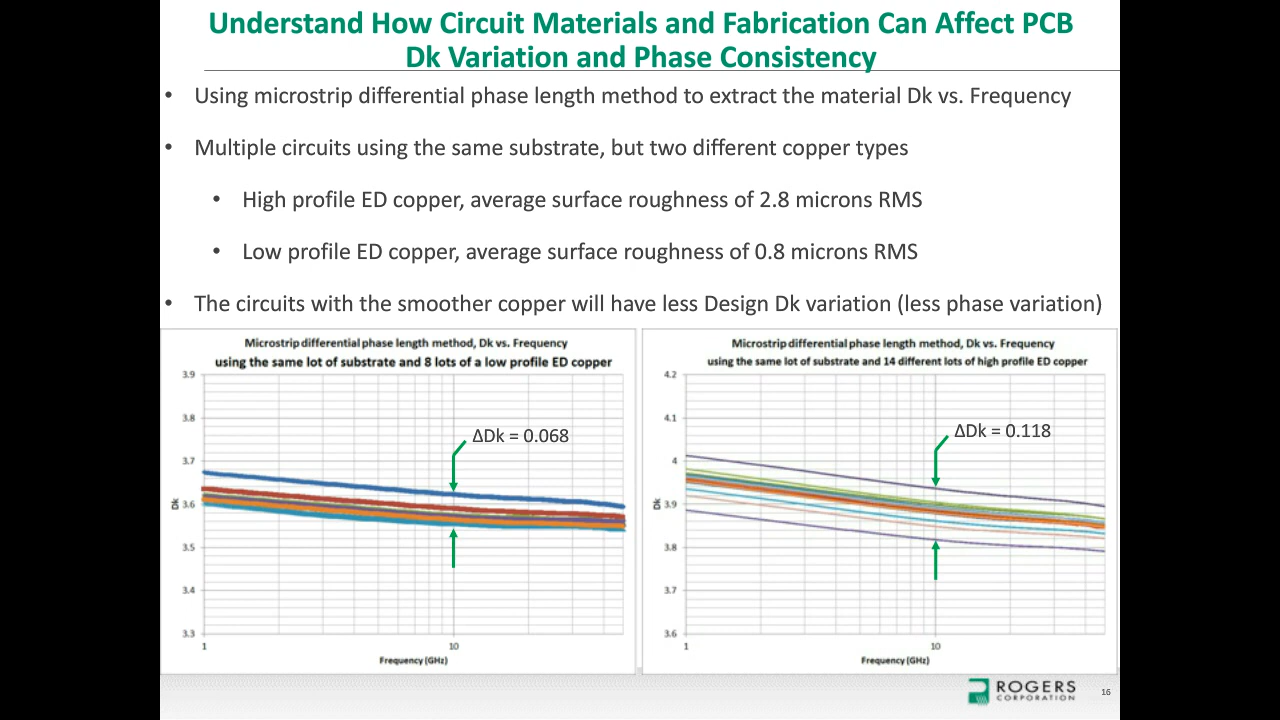 Understand How Circuit Materials and Fabrication Can Affect PCB
Dk Variation and Phase Consistency
• Using microstrip differential phase length method to extract the material Dk vs. Frequency
• Multiple circuits using the same substrate, but two different copper types
• High profile ED copper, average surface roughness of 2.8 microns RMS
• Low profile ED copper, average surface roughness of 0.8 microns RMS
• The circuits with the smoother copper will have less Design Dk variation (less phase variation)
Microstrip differential phase length method, Dk vs. Frequency
using the same lot of substrate and 8 lots of a low profile ED copper
3.9
3.8
3.7
3.6
3.5
3.4
3.3
Dk
ΔDk = 0.068
1
10
Frequency (GHz)
Microstrip differential phase length method, Dk vs. Frequency
using the same lot of substrate and 14 different lots of high profile ED copper
4.2
4.1
4
3.9
3.8
3.7
3.6
Dk
ΔDk = 0.118
1
10
Frequency (GHz)
ROGERS
CORPORATION
16